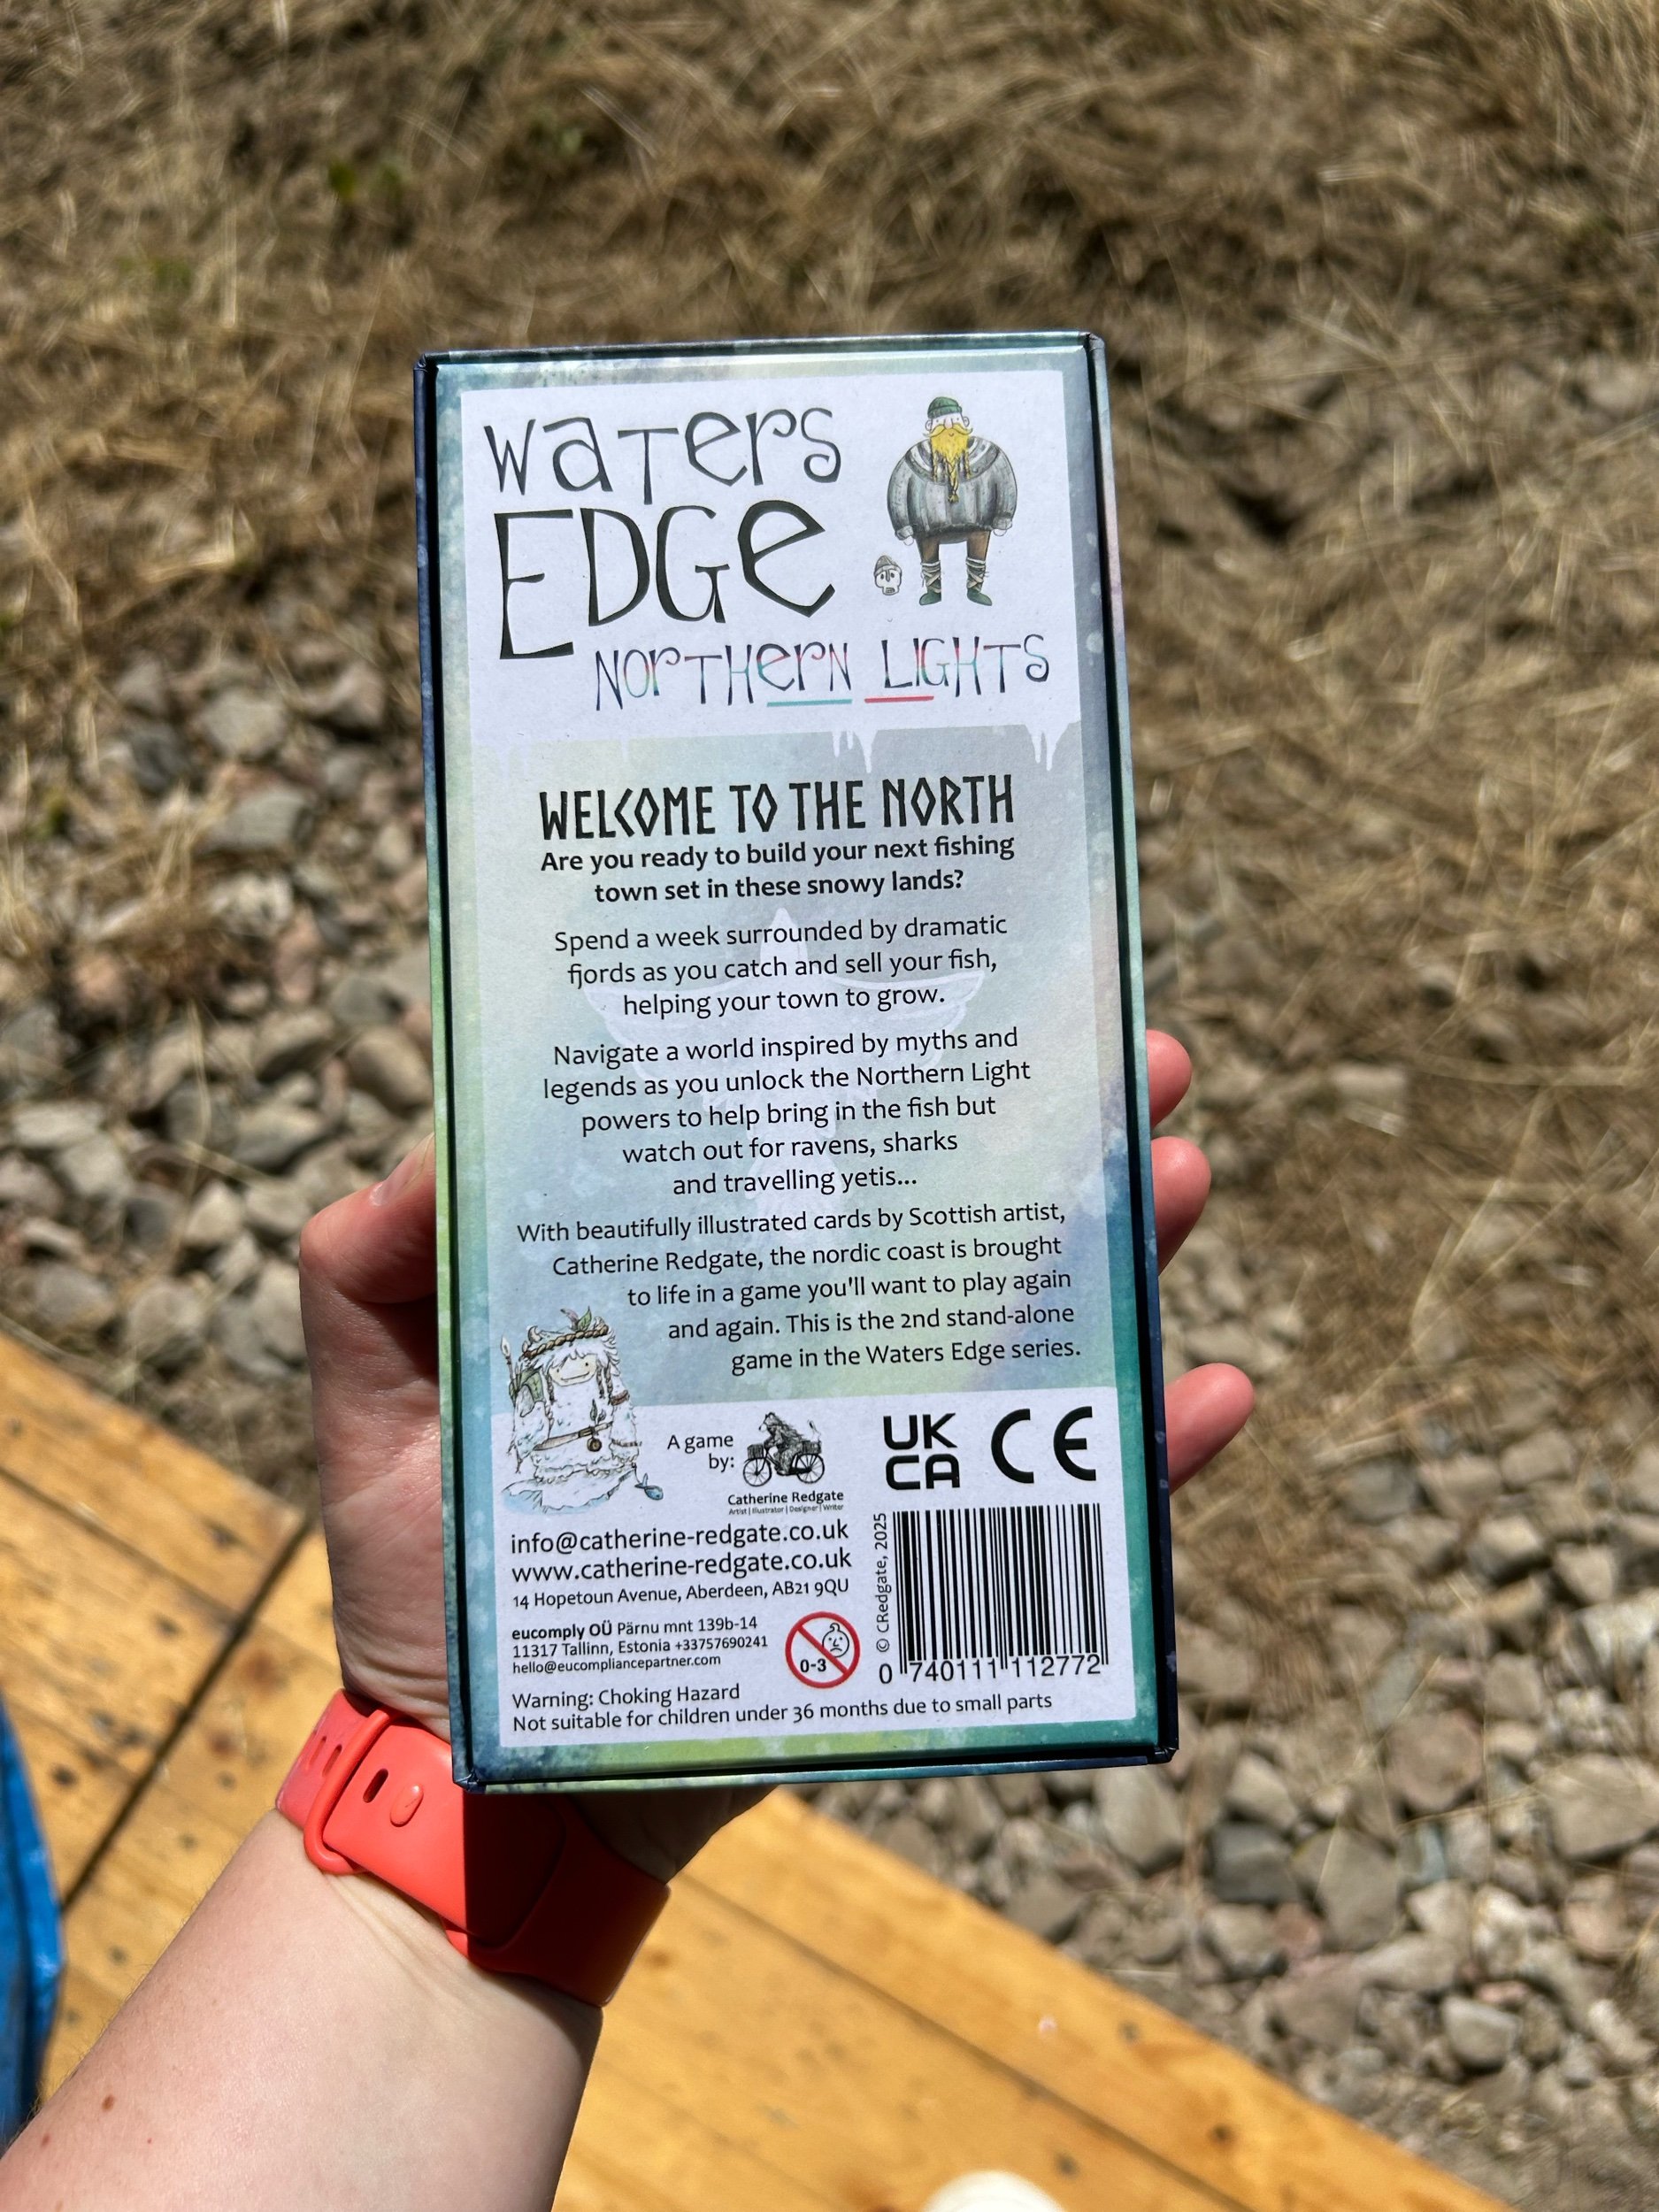 Waters
EDGe
NORTHERN LIGHTS
WELCOME TO THE NORTH
Are you ready to build your next fishing
town set in these snowy lands?
Spend a week surrounded by dramatic
fjords as you catch and sell your fish,
helping your town to grow.
Navigate a world inspired by myths and
legends as you unlock the Northern Light
powers to help bring in the fish but
watch out for ravens, sharks
and travelling yetis...
With beautifully illustrated cards by Scottish artist,
Catherine Redgate, the nordic coast is brought
to life in a game you'll want to play again
and again. This is the 2nd stand-alone
game in the Waters Edge series.
A game
by:
Catherine Redgate
Artist | Illustrator | Designer | Writer
UK
CA
CE
info@catherine-redgate.co.uk
www.catherine-redgate.co.uk
14 Hopetoun Avenue, Aberdeen, AB21 9QU
eucomply OÜ Pärnu mnt 139b-14
11317 Tallinn, Estonia +33757690241
hello@eucompliancepartner.com
0-3
© CRedgate, 2025
0 740111 112772
Warning: Choking Hazard
Not suitable for children under 36 months due to small parts